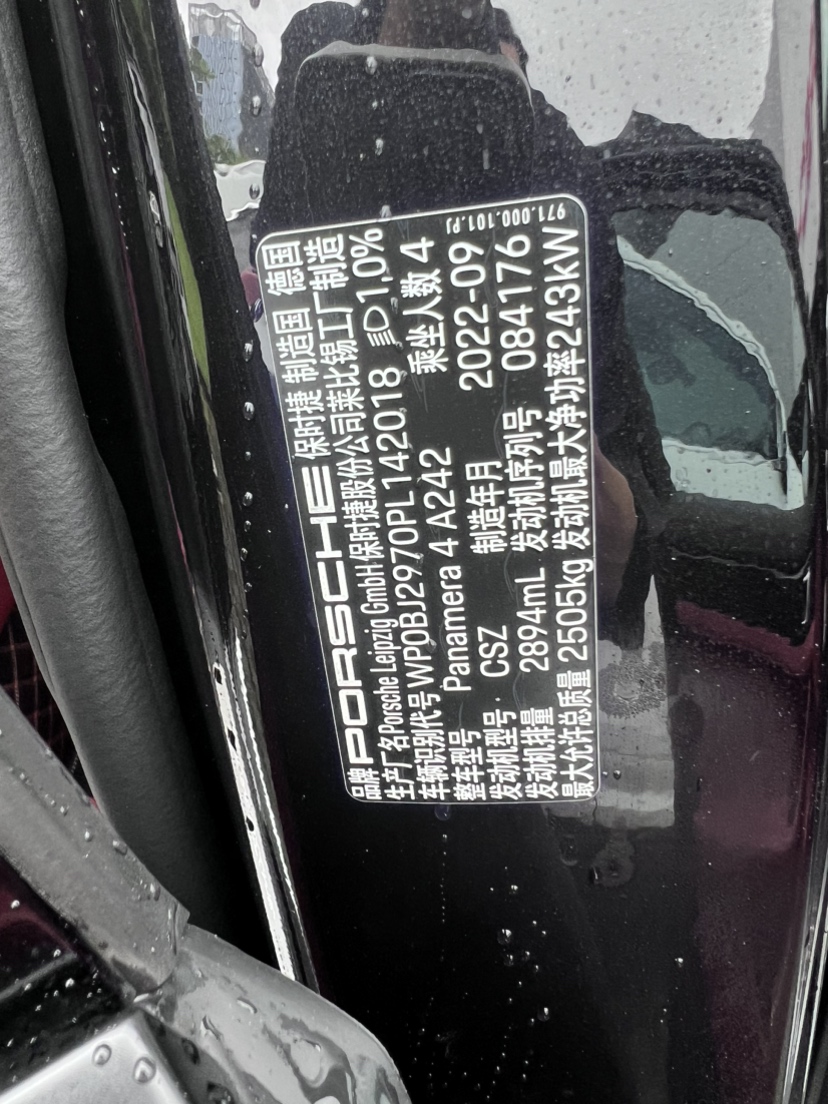 971.000.101.PJ
品牌 PORSCHE 保时捷 制造国 德国
生产厂名 Porsche Leipzig GmbH 保时捷股份公司莱比锡工厂制造
车辆识别代号 WP0BJ2970PL142018 1,0%
整车型号 Panamera 4 A242 乘坐人数 4
发动机型号 CSZ 制造年月 2022-09
发动机排量 2894mL 发动机序列号 084176
最大允许总质量 2505kg 发动机最大净功率 243kW